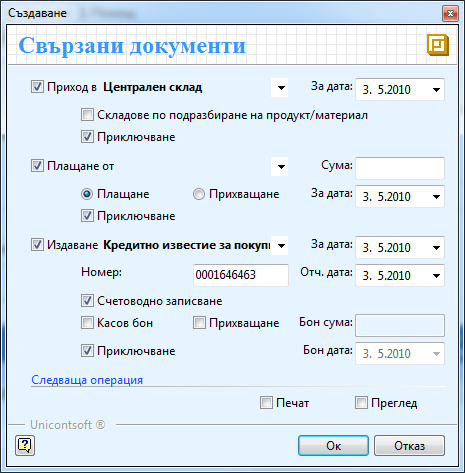 Създаване
Свързани документи
Приход в Централен склад За дата: 3. 5.2010
Складове по подразбиране на продукт/материал
Приключване
Плащане от Сума:
Плащане Прихващане За дата: 3. 5.2010
Приключване
Издаване Кредитно известие за покупк За дата: 3. 5.2010
Номер: 0001646463 Отч. дата: 3. 5.2010
Счетоводно записване
Касов бон Прихващане Бон сума:
Приключване Бон дата: 3. 5.2010
Следваща операция
Печат Преглед
Unicontsoft ®
? Ок Отказ